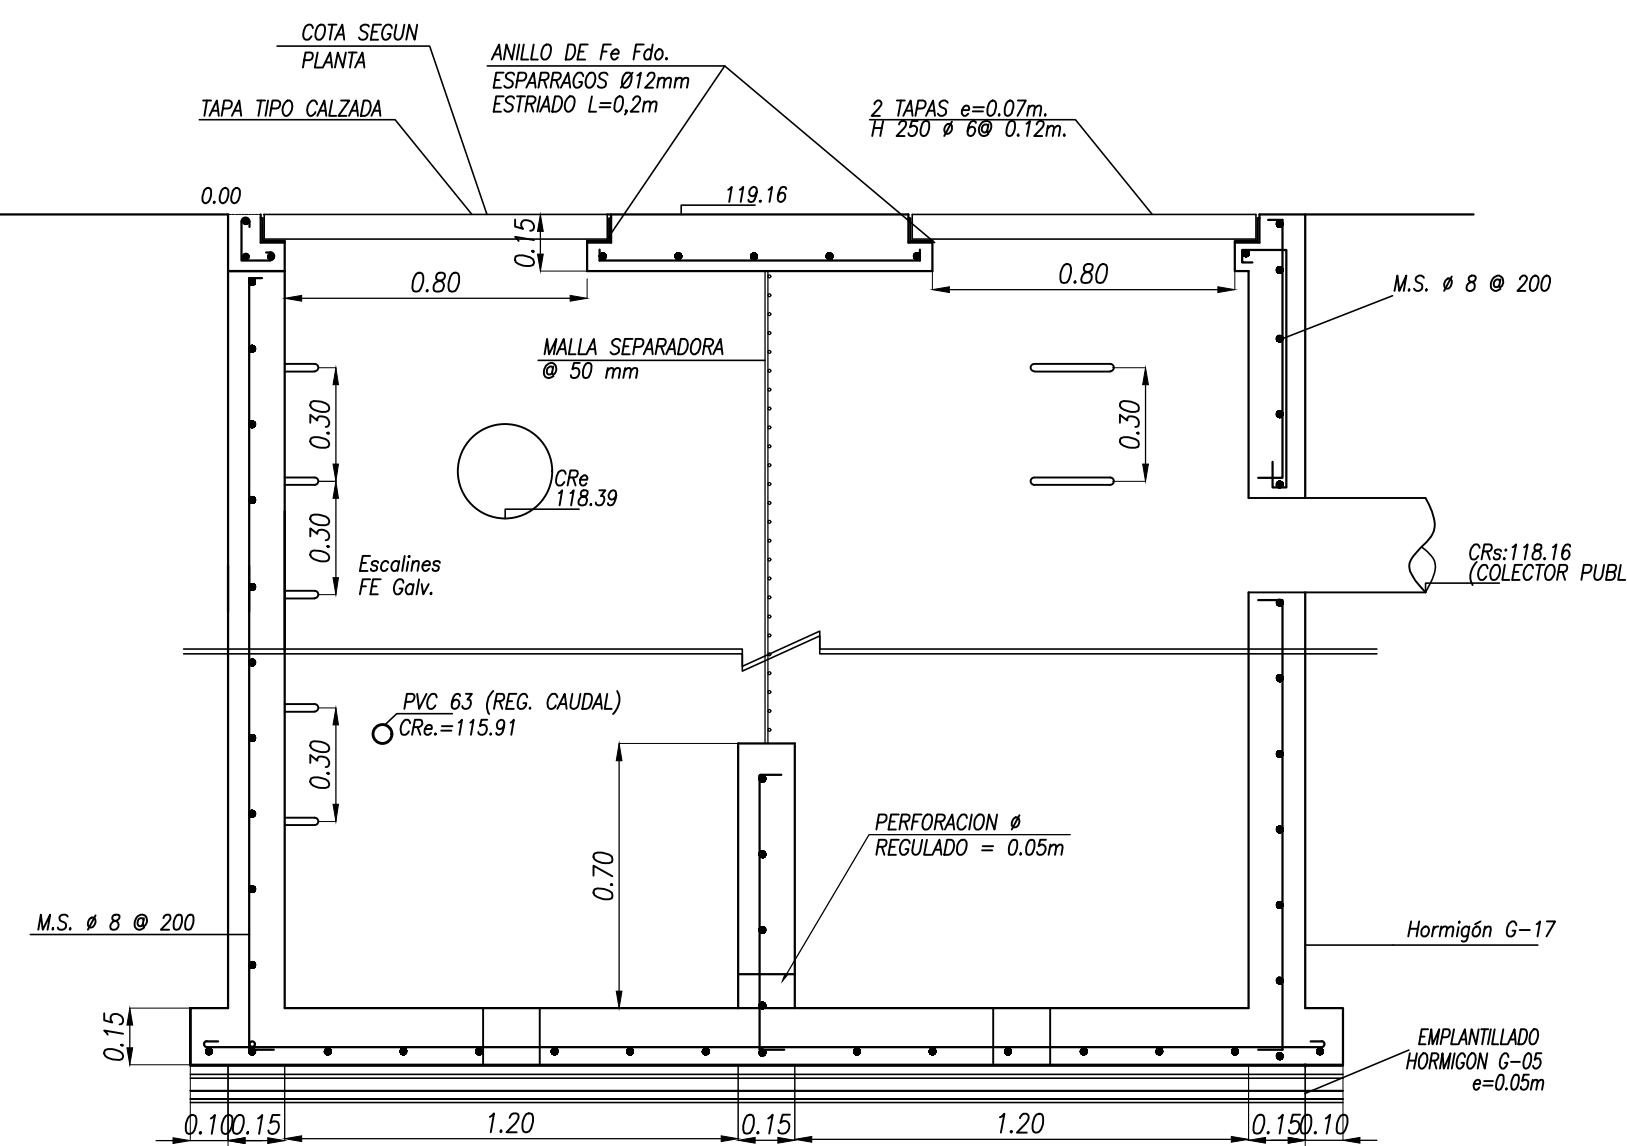 COTA SEGUN
PLANTA
ANILLO DE Fe Fdo.
ESPARRAGOS Ø12mm
ESTRIADO L=0,2m
TAPA TIPO CALZADA
2 TAPAS e=0.07m.
H 250 ø 6@ 0.12m.
0.00
119.16
0.15
0.80
0.80
M.S. ø 8 @ 200
MALLA SEPARADORA
@ 50 mm
0.30
0.30
CRe
118.39
0.30
Escalines
FE Galv.
CRs:118.16
(COLECTOR PUBL
PVC 63 (REG. CAUDAL)
CRe.=115.91
0.30
PERFORACION ø
REGULADO = 0.05m
0.70
M.S. ø 8 @ 200
Hormigón G-17
0.15
EMPLANTILLADO
HORMIGON G-05
e=0.05m
0.10 0.15 1.20 0.15 1.20 0.15 0.10